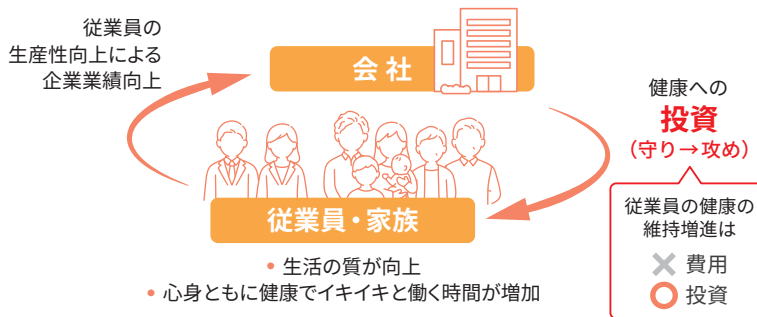 従業員の
生産性向上による
企業業績向上
会社
健康への
投資
（守り→攻め）
従業員の健康の
維持増進は
費用
投資
従業員・家族
• 生活の質が向上
• 心身ともに健康でイキイキと働く時間が増加